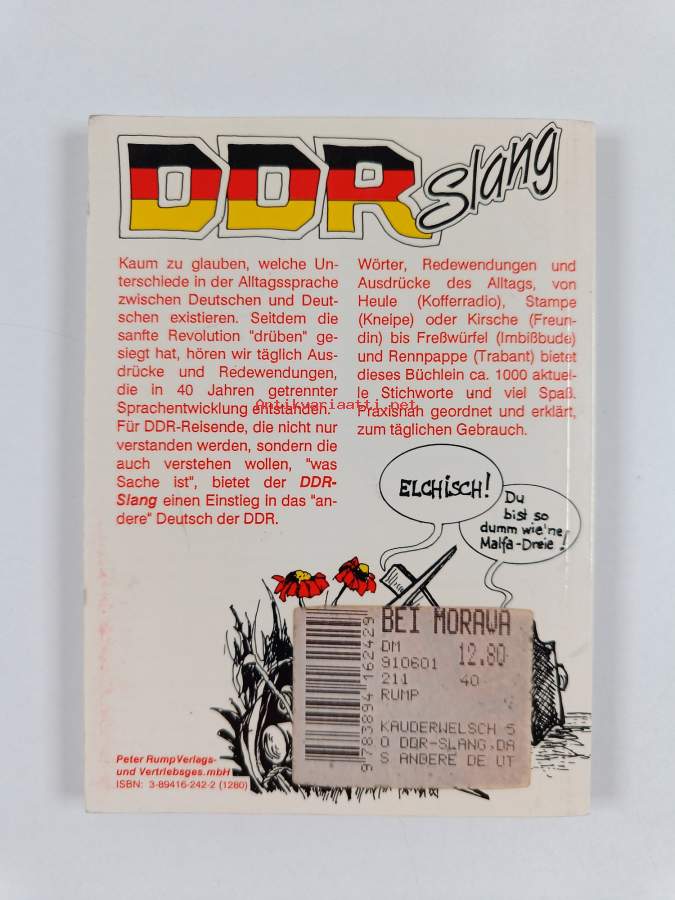 DDR Slang
Kaum zu glauben, welche Un-
terschiede in der Alltagssprache
zwischen Deutschen und Deut-
schen existieren. Seitdem die
sanfte Revolution "drüben" ge-
siegt hat, hören wir täglich Aus-
drücke und Redewendungen,
die in 40 Jahren getrennter
Sprachentwicklung entstanden.
Für DDR-Reisende, die nicht nur
verstanden werden, sondern die
auch verstehen wollen, "was
Sache ist", bietet der DDR-
Slang einen Einstieg in das "an-
dere" Deutsch der DDR.
Wörter, Redewendungen und
Ausdrücke des Alltags, von
Heule (Kofferradio), Stampe
(Kneipe) oder Kirsche (Freun-
din) bis Freßwürfel (Imbißbude)
und Rennpappe (Trabant) bietet
dieses Büchlein ca. 1000 aktuel-
le Stichworte und viel Spaß.
Praxisnah geordnet und erklärt,
zum täglichen Gebrauch.
Antikvariaatti.net
ELCHISCH!
Du
bist so
dumm wie'ne
Malfa-Dreie!
BEI MORAWA
DM 12.80
910601
211 40
RUMP
KAUDERWELSCH 5
O DDR-SLANG,DA
S ANDERE DE UT
9783894162429
Peter Rump Verlags-
und Vertriebsges.mbH
ISBN: 3-89416-242-2 (1280)